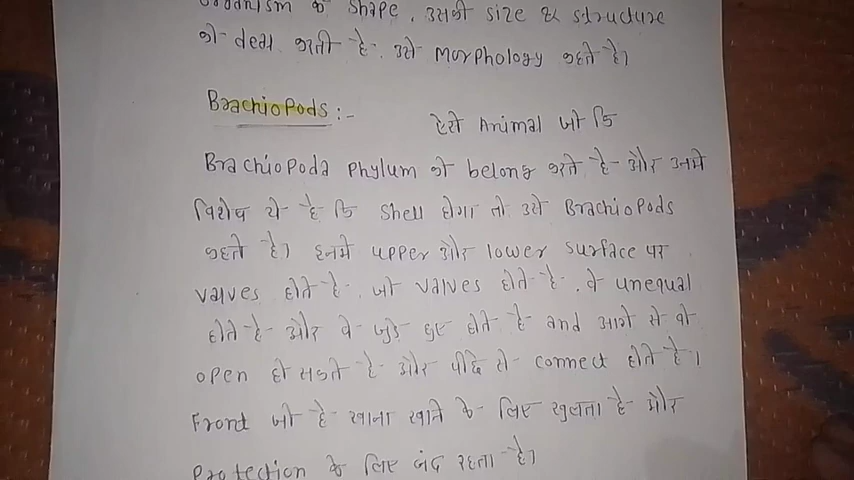 organism के shape, उसकी size & structure
को deal करती है. उसे Morphology कहते है।
BrachioPods :-
ऐसे Animal जो कि
BrachioPoda Phylum को belong करते है और उनमे
विशेष ये है कि shell होगा तो उसे BrachioPods
कहते है। इनमे upper और lower surface पर
valves होते है. जो valves होते है. वे unequal
होते है और वे जुड़े हुए होते है and आगे से वो
open हो सकते है और पीछे से connect होते है।
Front जो है खाना खाने के लिए खुलता है और
Protection के लिए बंद रहता है।